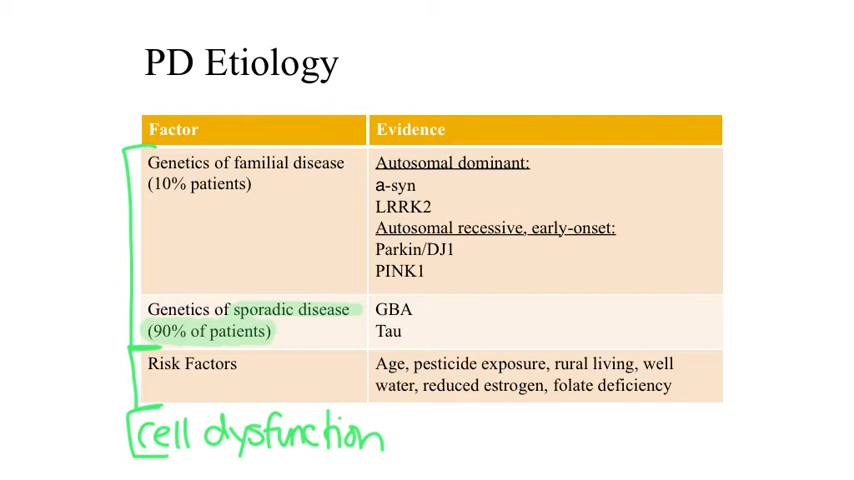 PD Etiology
Factor
Evidence
Genetics of familial disease
(10% patients)
Autosomal dominant:
a-syn
LRRK2
Autosomal recessive, early-onset:
Parkin/DJ1
PINK1
Genetics of sporadic disease
(90% of patients)
GBA
Tau
Risk Factors
Age, pesticide exposure, rural living, well
water, reduced estrogen, folate deficiency
cell dysfunction